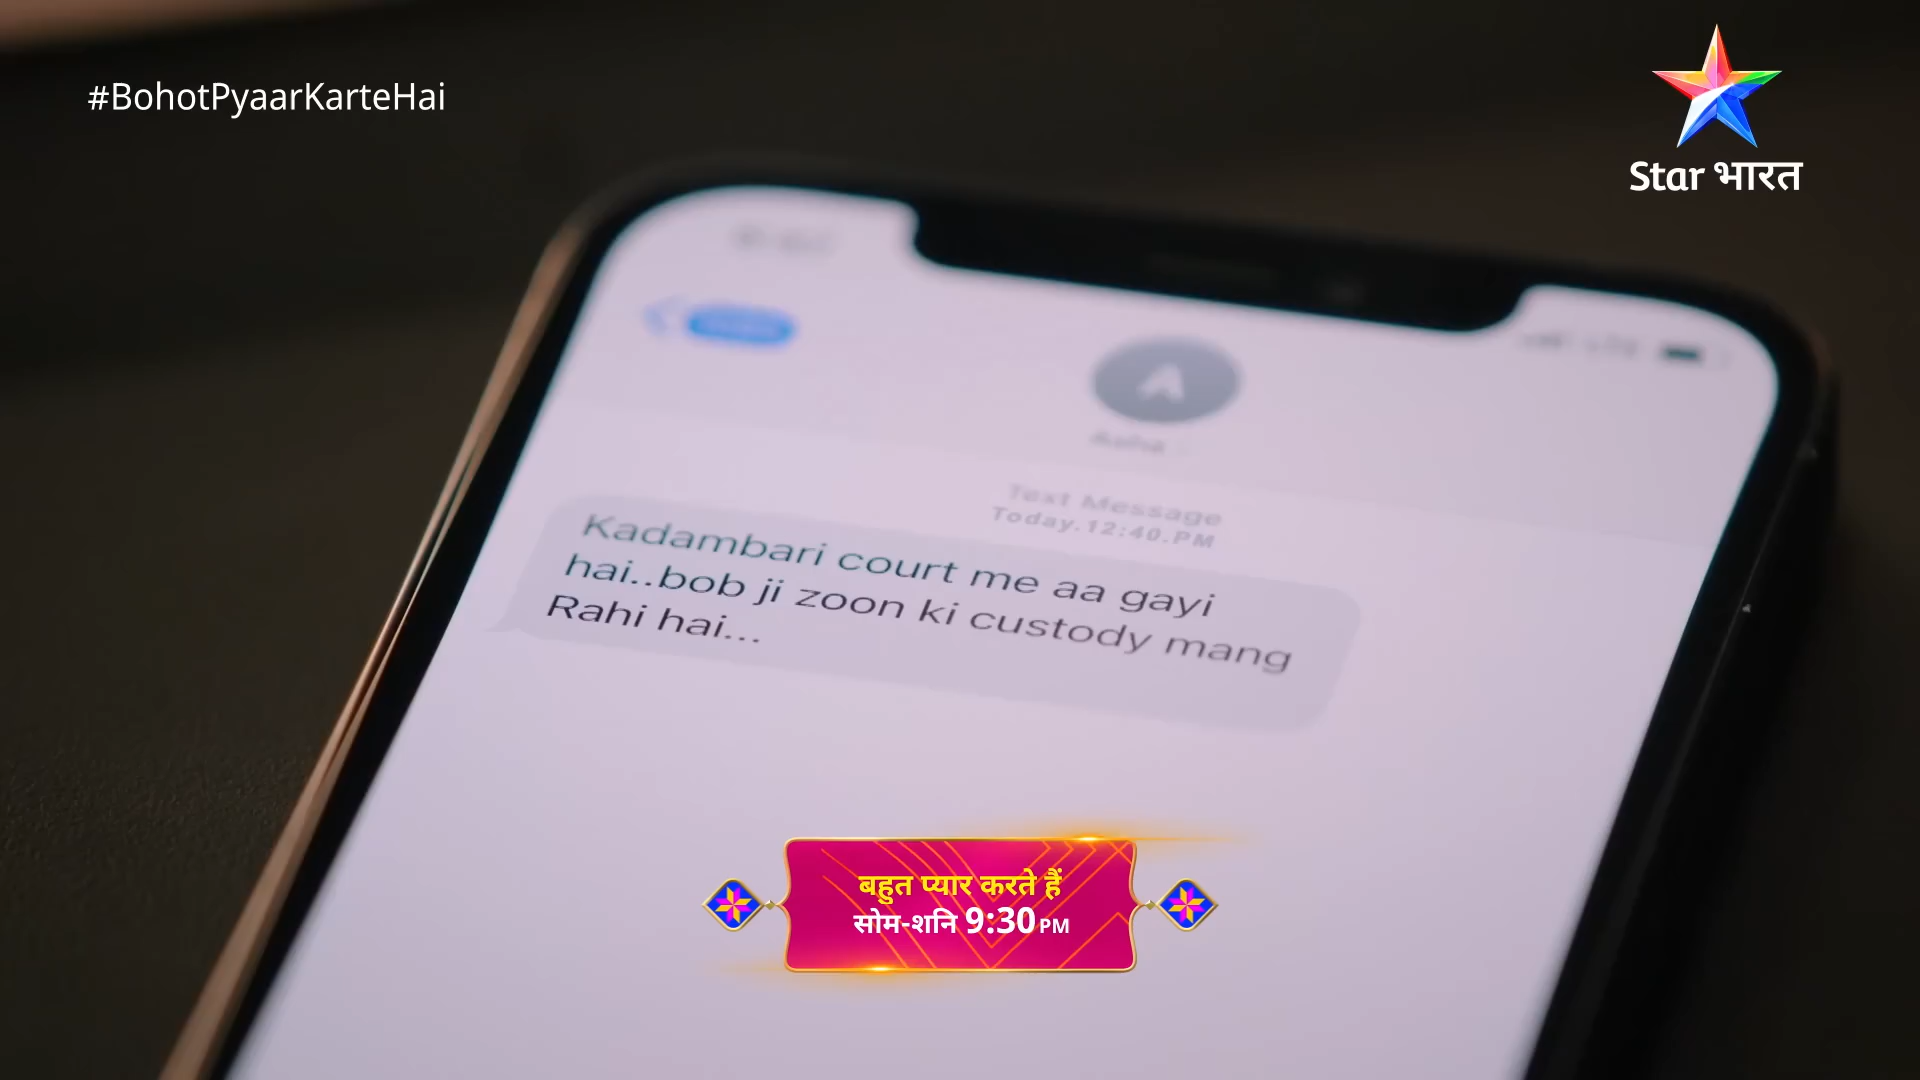 #BohotPyaarKarteHai
Star भारत
A
Text Message
Today.12:40.PM
Kadambari court me aa gayi
hai..bob ji zoon ki custody mang
Rahi hai...
बहुत प्यार करते हैं
सोम-शनि 9:30 PM